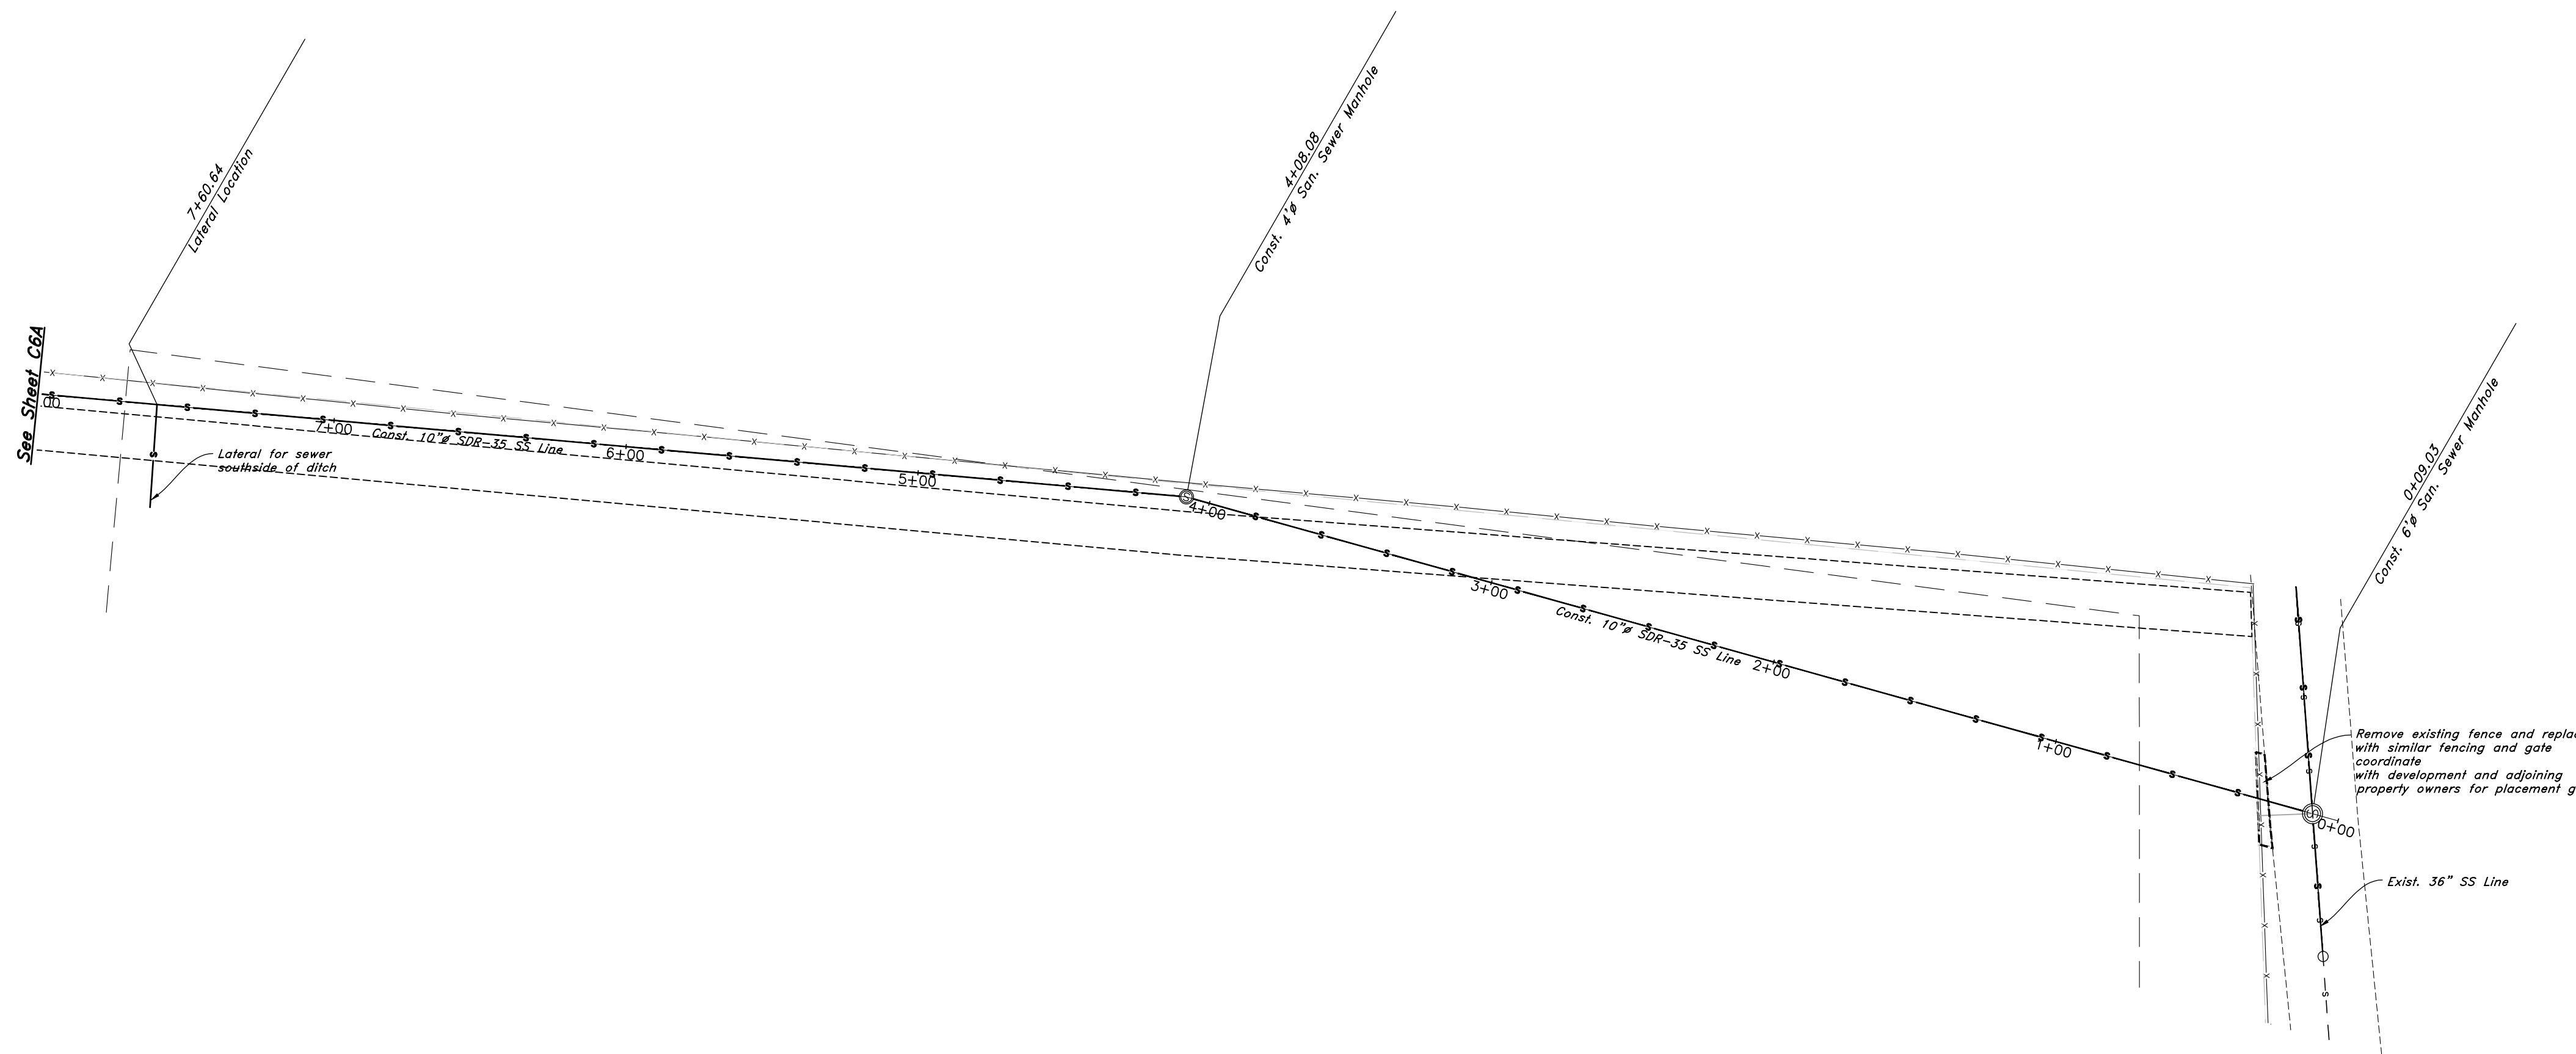 7+60.64
Lateral Location
4+08.08
Const. 4'ø San. Sewer Manhole
0+09.03
Const. 6'ø San. Sewer Manhole
See Sheet C6A
00
7+00
Const. 10"ø SDR-35 SS Line
6+00
5+00
4+00
Lateral for sewer
southside of ditch
3+00
Const. 10"ø SDR-35 SS Line
2+00
1+00
0+00
Remove existing fence and
with similar fencing and gate
coordinate
with development and adjoining
property owners for placement
Exist. 36" SS Line